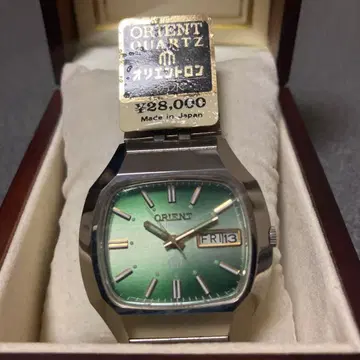 ORIENT
QUARTZ
オリエントロン
¥28,000
Made in Japan
ORIENT
FRI 13